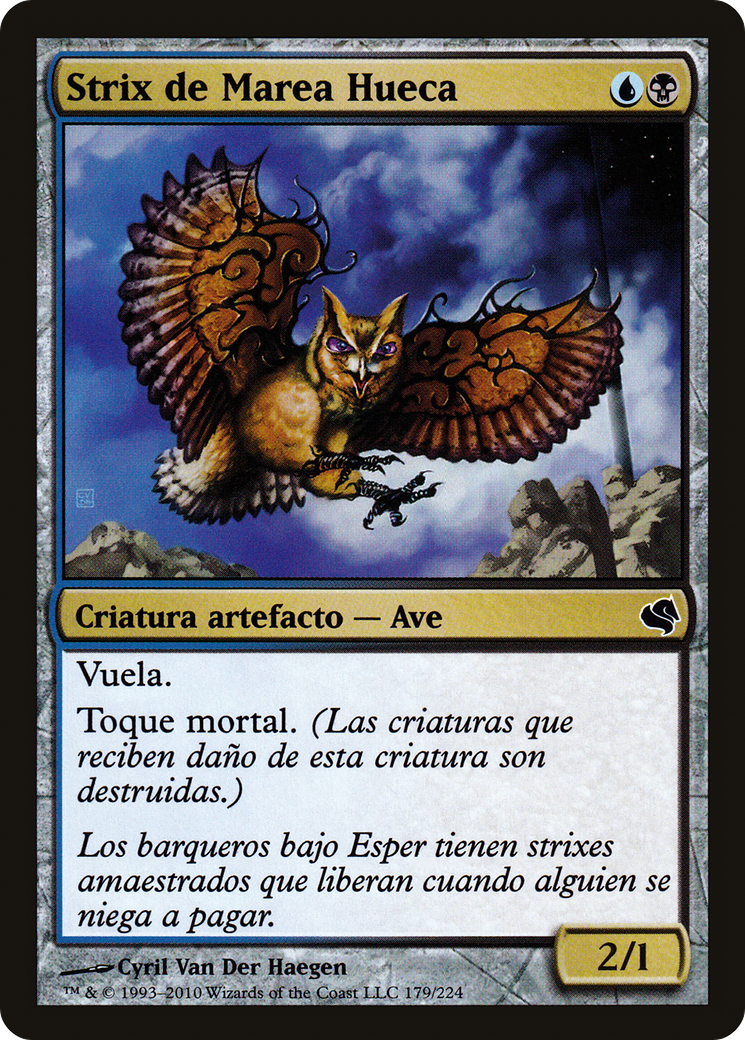 Strix de Marea Hueca
Criatura artefacto — Ave
Vuela.
Toque mortal. (Las criaturas que
reciben daño de esta criatura son
destruidas.)
Los barqueros bajo Esper tienen strixes
amaestrados que liberan cuando alguien se
niega a pagar.
2/1
Cyril Van Der Haegen
™ & © 1993–2010 Wizards of the Coast LLC 179/224